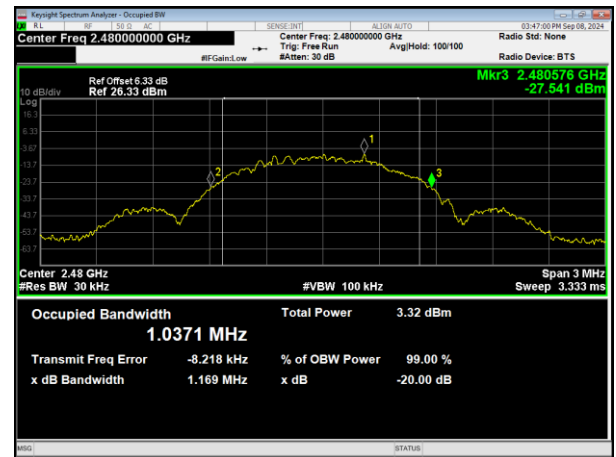 Keysight Spectrum Analyzer - Occupied BW
RL RF 50 Ω AC SENSE:INT ALIGN AUTO 03:47:00 PM Sep 08, 2024
Center Freq 2.480000000 GHz Center Freq: 2.480000000 GHz Radio Std: None
Trig: Free Run Avg|Hold: 100/100
#IFGain:Low #Atten: 30 dB Radio Device: BTS
Mkr3 2.480576 GHz
-27.541 dBm
Ref Offset 6.33 dB
10 dB/div Ref 26.33 dBm
Log
16.3
6.33
-3.67
-13.7
-23.7
-33.7
-43.7
-53.7
-63.7
1
2
3
Center 2.48 GHz Span 3 MHz
#Res BW 30 kHz #VBW 100 kHz Sweep 3.333 ms
Occupied Bandwidth Total Power 3.32 dBm
1.0371 MHz
Transmit Freq Error -8.218 kHz % of OBW Power 99.00 %
x dB Bandwidth 1.169 MHz x dB -20.00 dB
MSG STATUS